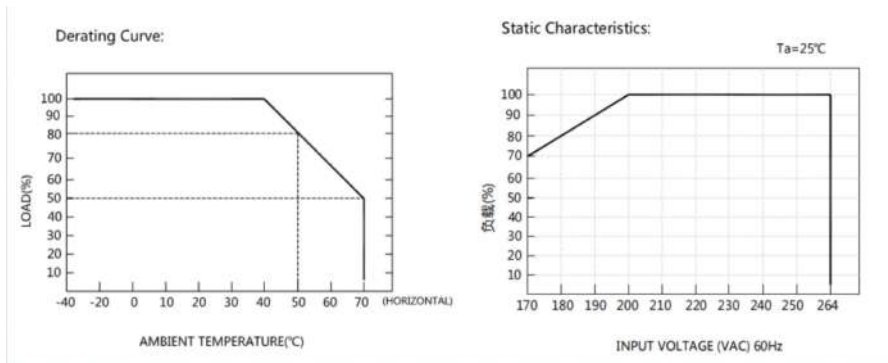 Derating Curve:
100
90
80
70
60
50
40
30
20
10
LOAD(%)
-40 -20 0 10 20 30 40 50 60 70 (HORIZONTAL)
AMBIENT TEMPERATURE(℃)
Static Characteristics:
Ta=25℃
100
90
80
70
60
50
40
30
20
10
负载(%)
170 180 190 200 210 220 230 240 250 264
INPUT VOLTAGE (VAC) 60Hz